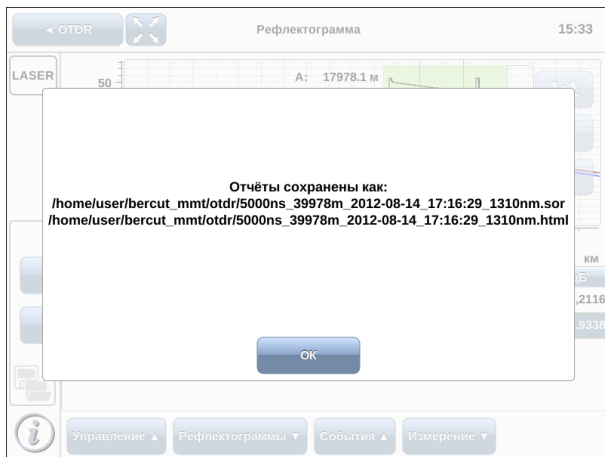 ◄ OTDR
Рефлектограмма
15:33
LASER
50
A: 17978.1 м
Отчёты сохранены как:
/home/user/bercut_mmt/otdr/5000ns_39978m_2012-08-14_17:16:29_1310nm.sor
/home/user/bercut_mmt/otdr/5000ns_39978m_2012-08-14_17:16:29_1310nm.html
км
,2116
,9338
ОК
Управление ▲
Рефлектограммы ▼
События ▲
Измерение ▼